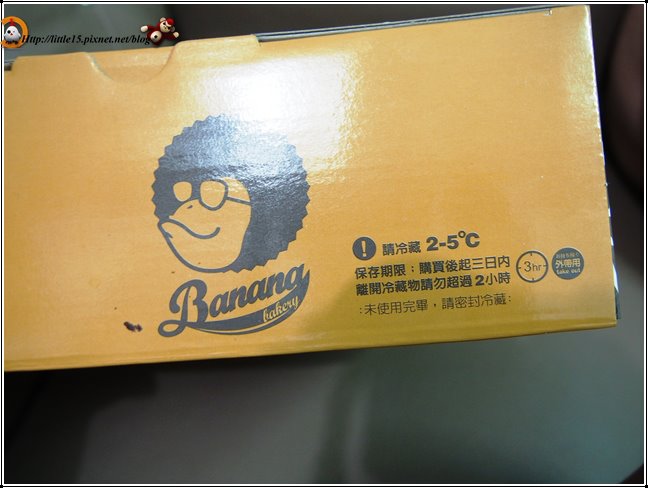 Http://little15.pixnet.net/blog
Banana
bakery
! 請冷藏 2-5℃
保存期限：購買後起三日內
離開冷藏物請勿超過2小時
:未使用完畢，請密封冷藏:
3hr
外帶用
take out